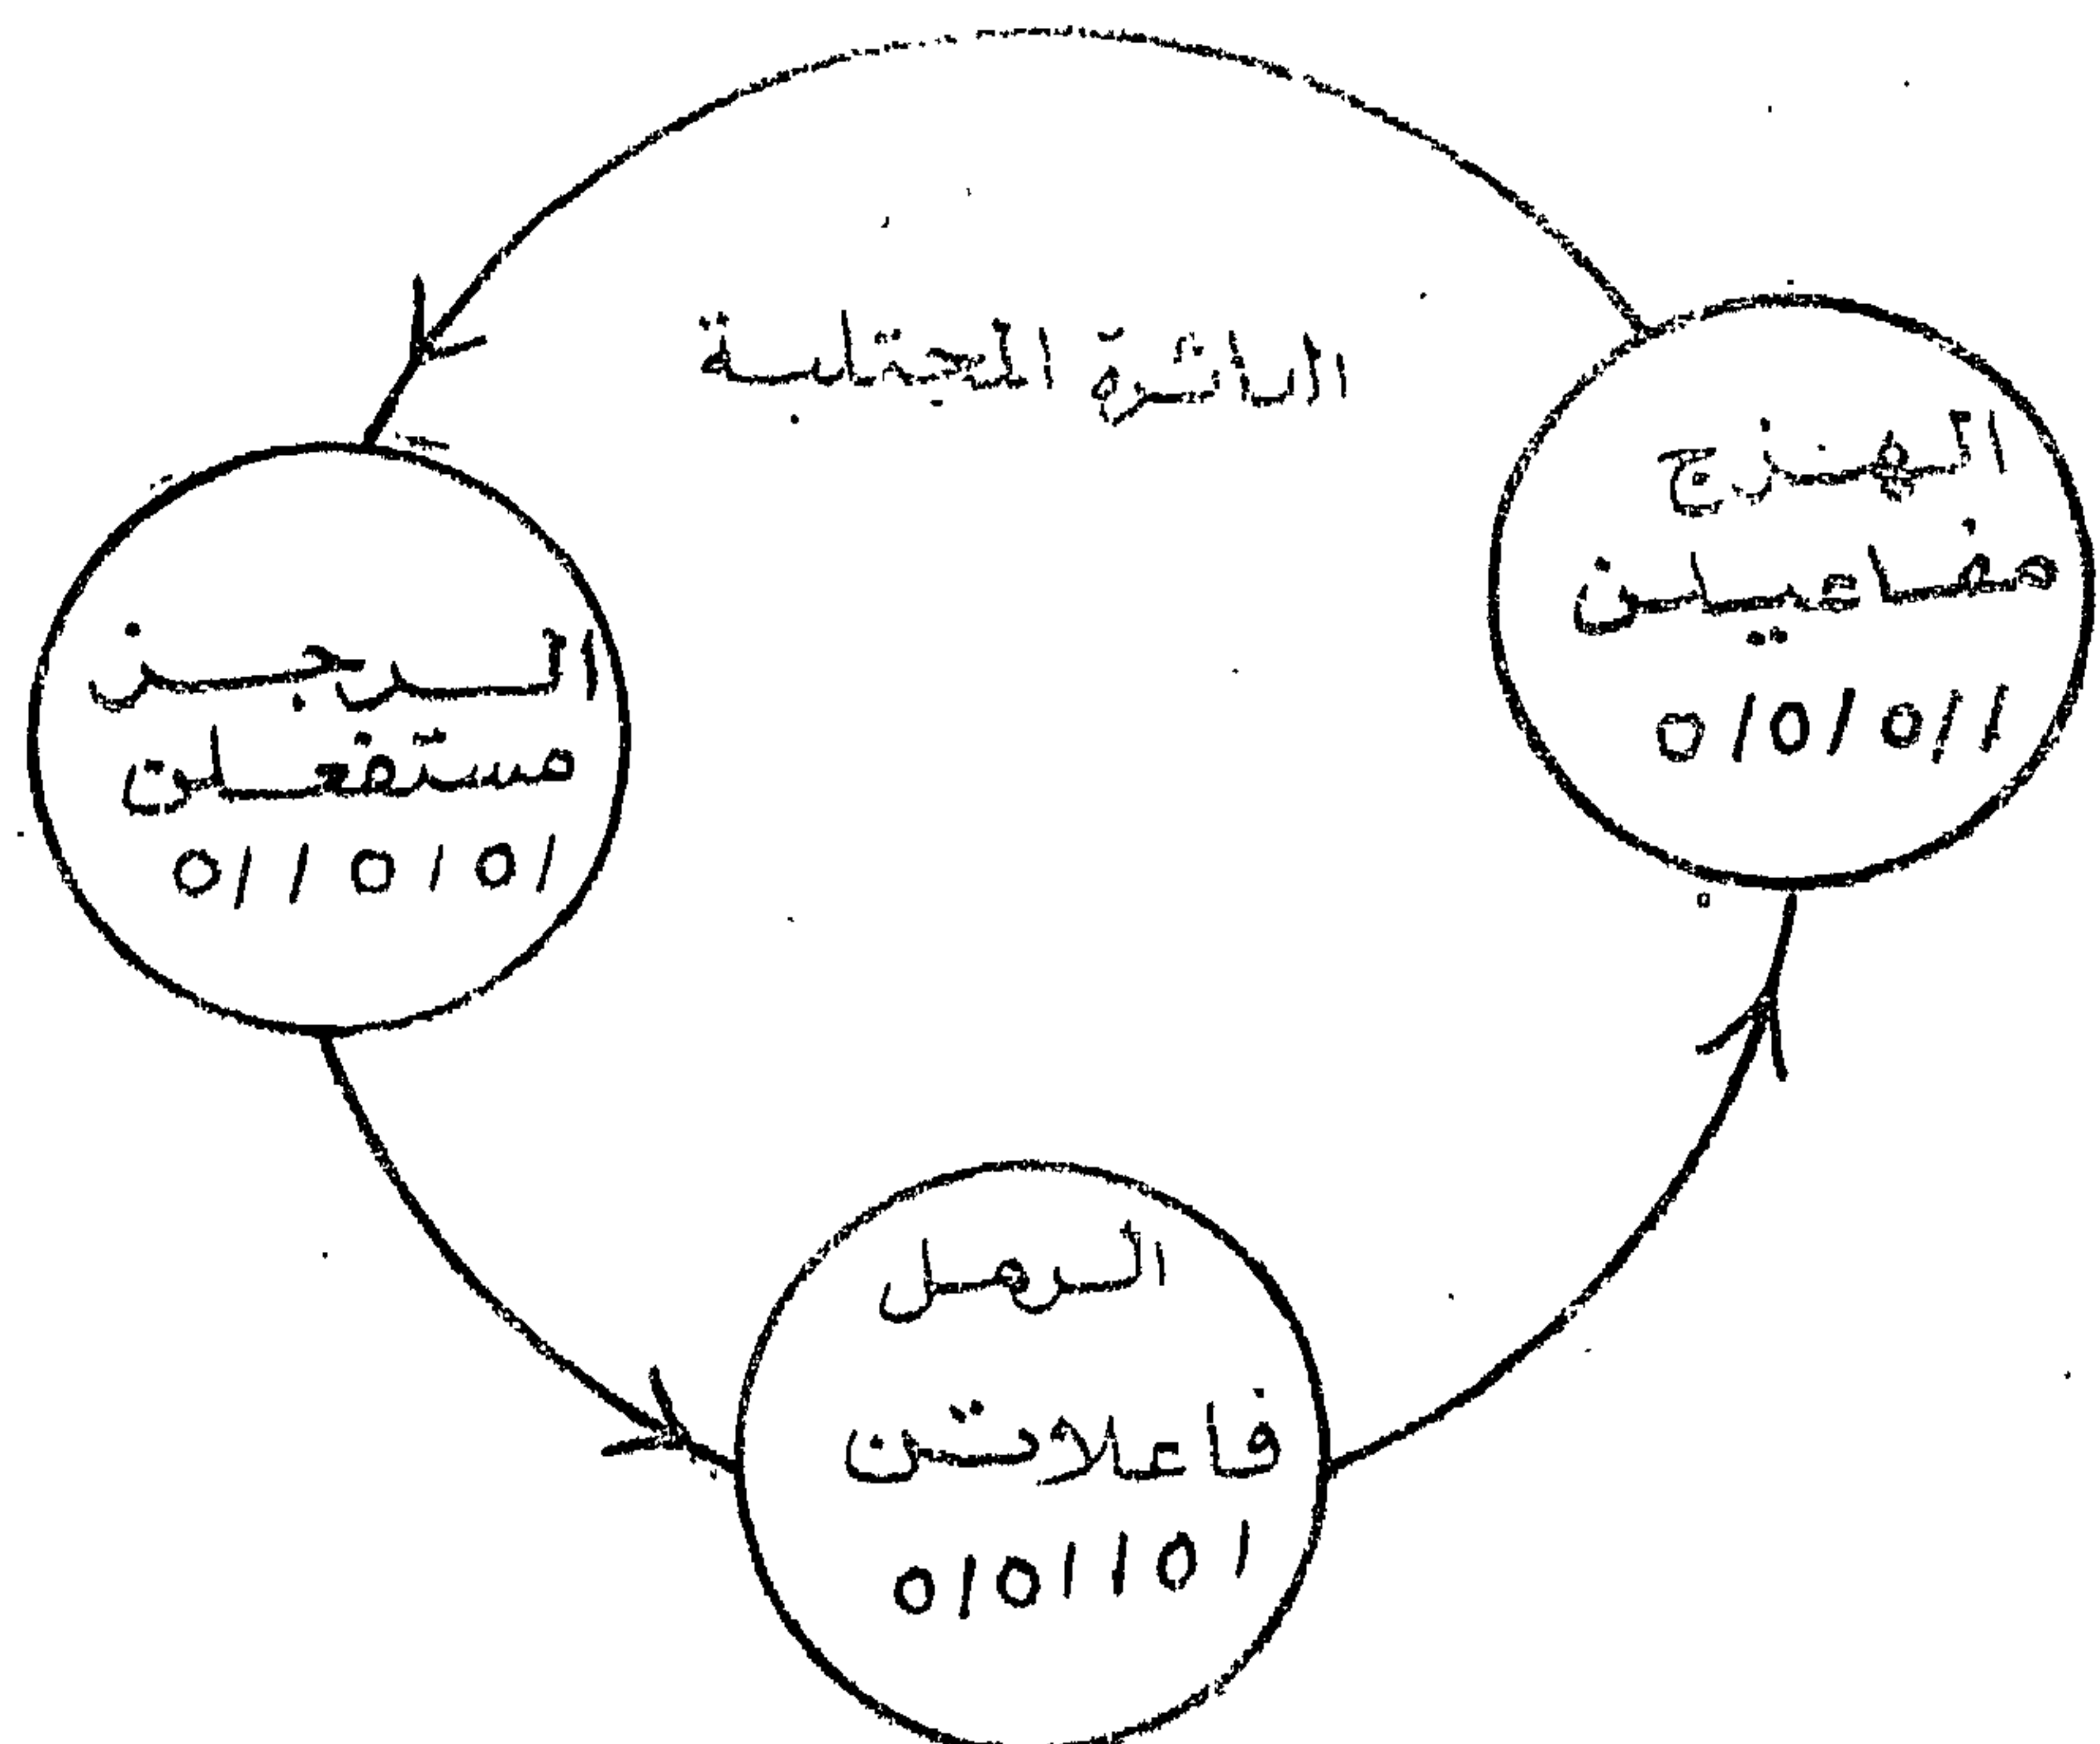 الدائرة المجتلبة
الهزج
مفاعيلن
//0/0/0
الرجز
مستفعلن
/0/0//0
الرمل
فاعلاتن
/0//0/0